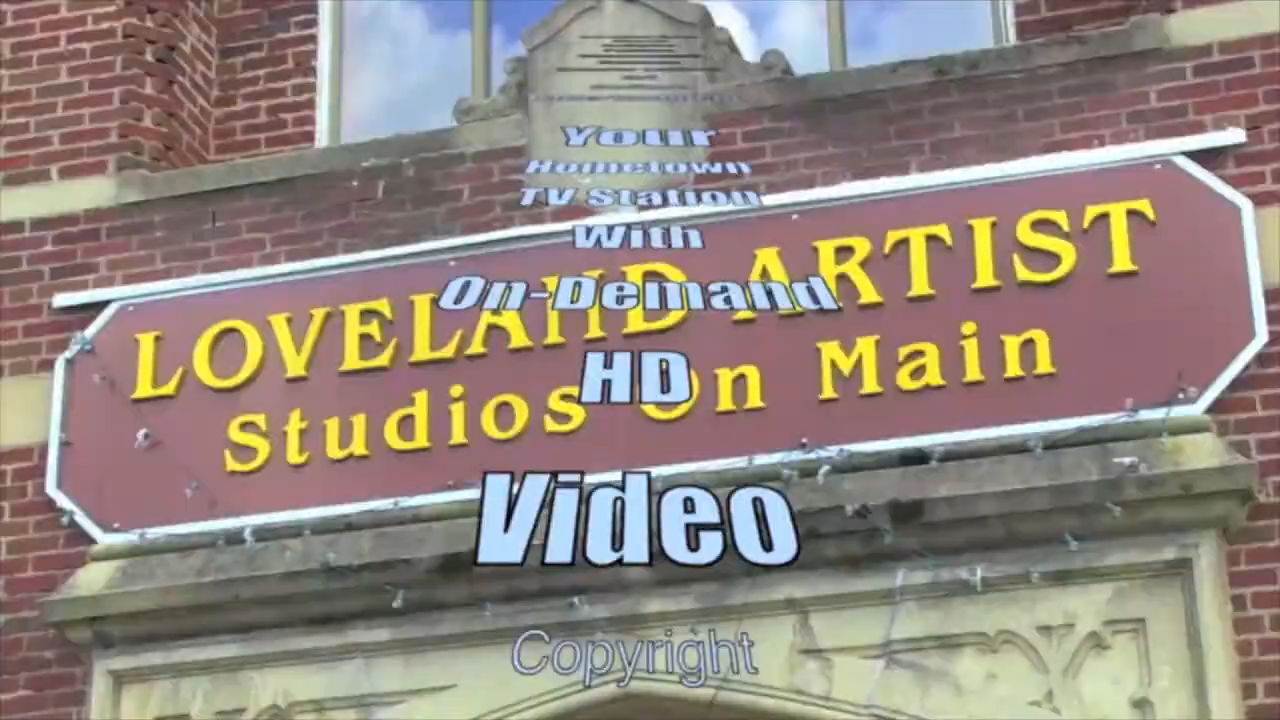 Your
Hometown
TV Station
With
On-Demand
HD
Video
Copyright
LOVELAND ARTIST
Studios On Main